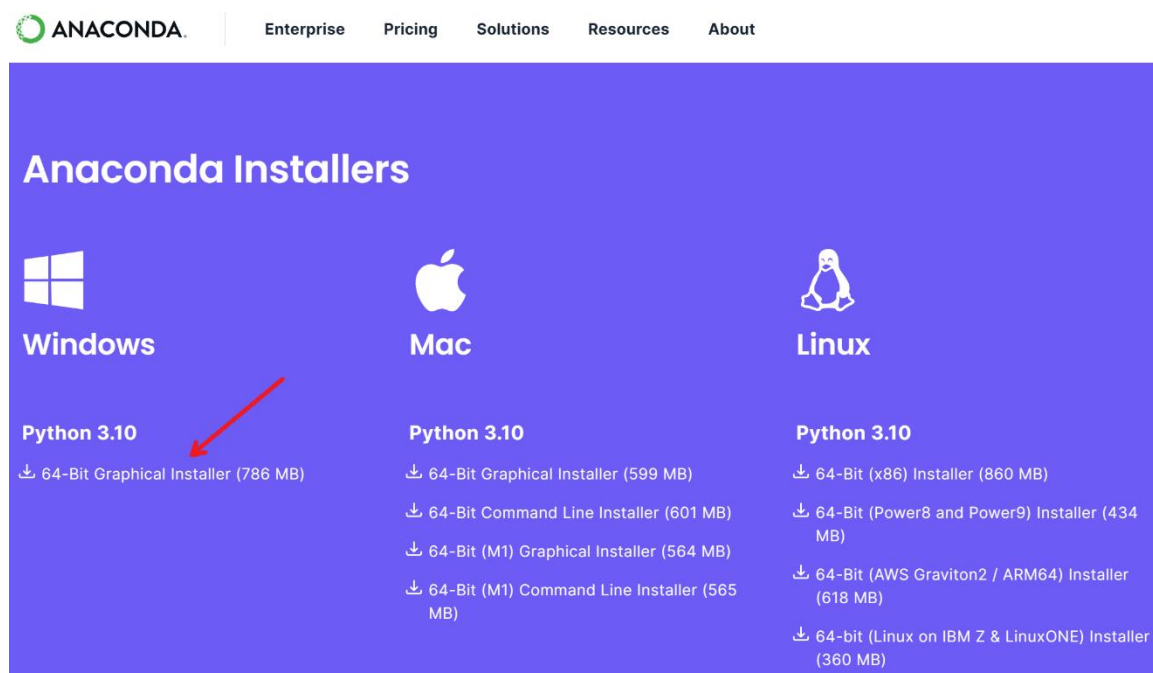 ANACONDA.
Enterprise
Pricing
Solutions
Resources
About
Anaconda Installers
Windows
Python 3.10
64-Bit Graphical Installer (786 MB)
Mac
Python 3.10
64-Bit Graphical Installer (599 MB)
64-Bit Command Line Installer (601 MB)
64-Bit (M1) Graphical Installer (564 MB)
64-Bit (M1) Command Line Installer (565
MB)
Linux
Python 3.10
64-Bit (x86) Installer (860 MB)
64-Bit (Power8 and Power9) Installer (434
MB)
64-Bit (AWS Graviton2 / ARM64) Installer
(618 MB)
64-bit (Linux on IBM Z & LinuxONE) Installer
(360 MB)